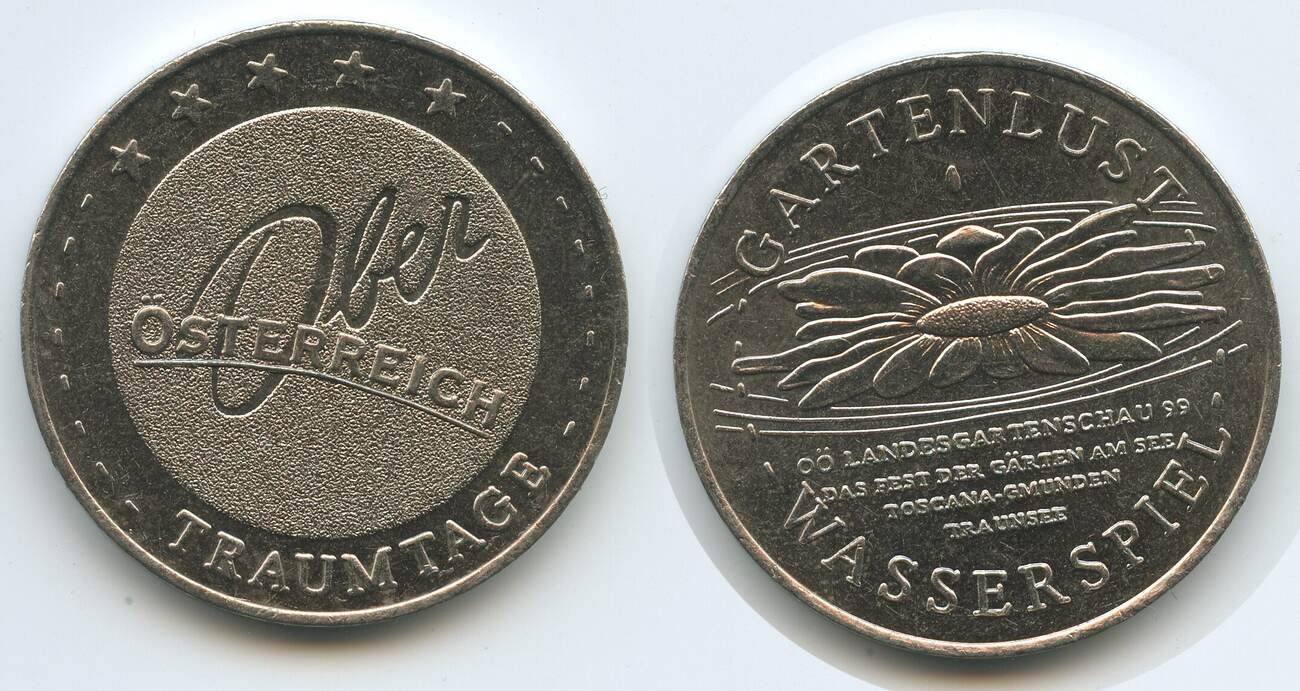 Ober
ÖSTERREICH
TRAUMTAGE
GARTENLUST
OÖ LANDESGARTENSCHAU 99
DAS FEST DER GÄRTEN AM SEE
TOSCANA-GMUNDEN
TRAUNSEE
WASSERSPIEL